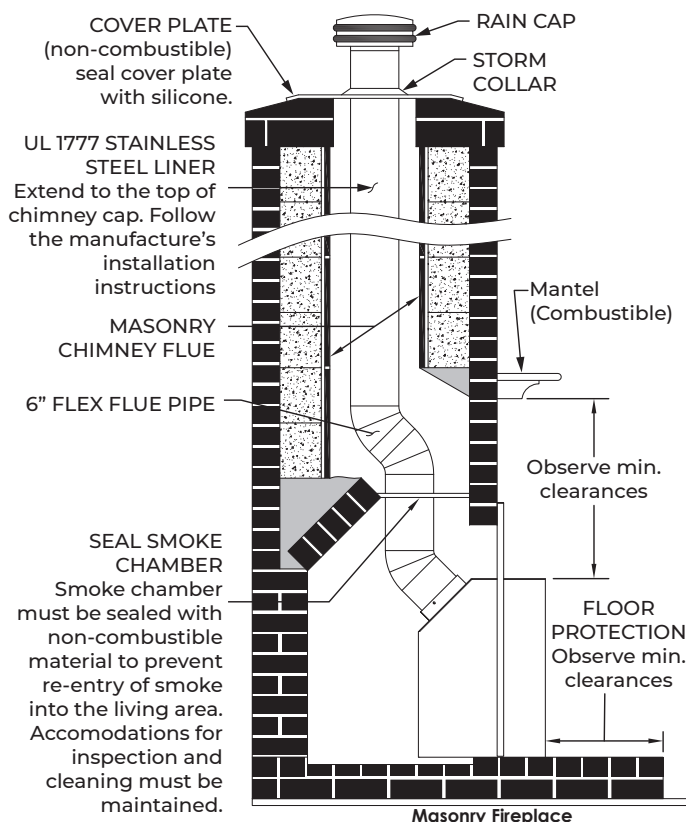 COVER PLATE
(non-combustible)
seal cover plate
with silicone.
RAIN CAP
STORM
COLLAR
UL 1777 STAINLESS
STEEL LINER
Extend to the top of
chimney cap. Follow
the manufacture's
installation
instructions
Mantel
(Combustible)
MASONRY
CHIMNEY FLUE
6” FLEX FLUE PIPE
Observe min.
clearances
SEAL SMOKE
CHAMBER
Smoke chamber
must be sealed with
non-combustible
material to prevent
re-entry of smoke
into the living area.
Accomodations for
inspection and
cleaning must be
maintained.
FLOOR
PROTECTION
Observe min.
clearances
Masonry Fireplace